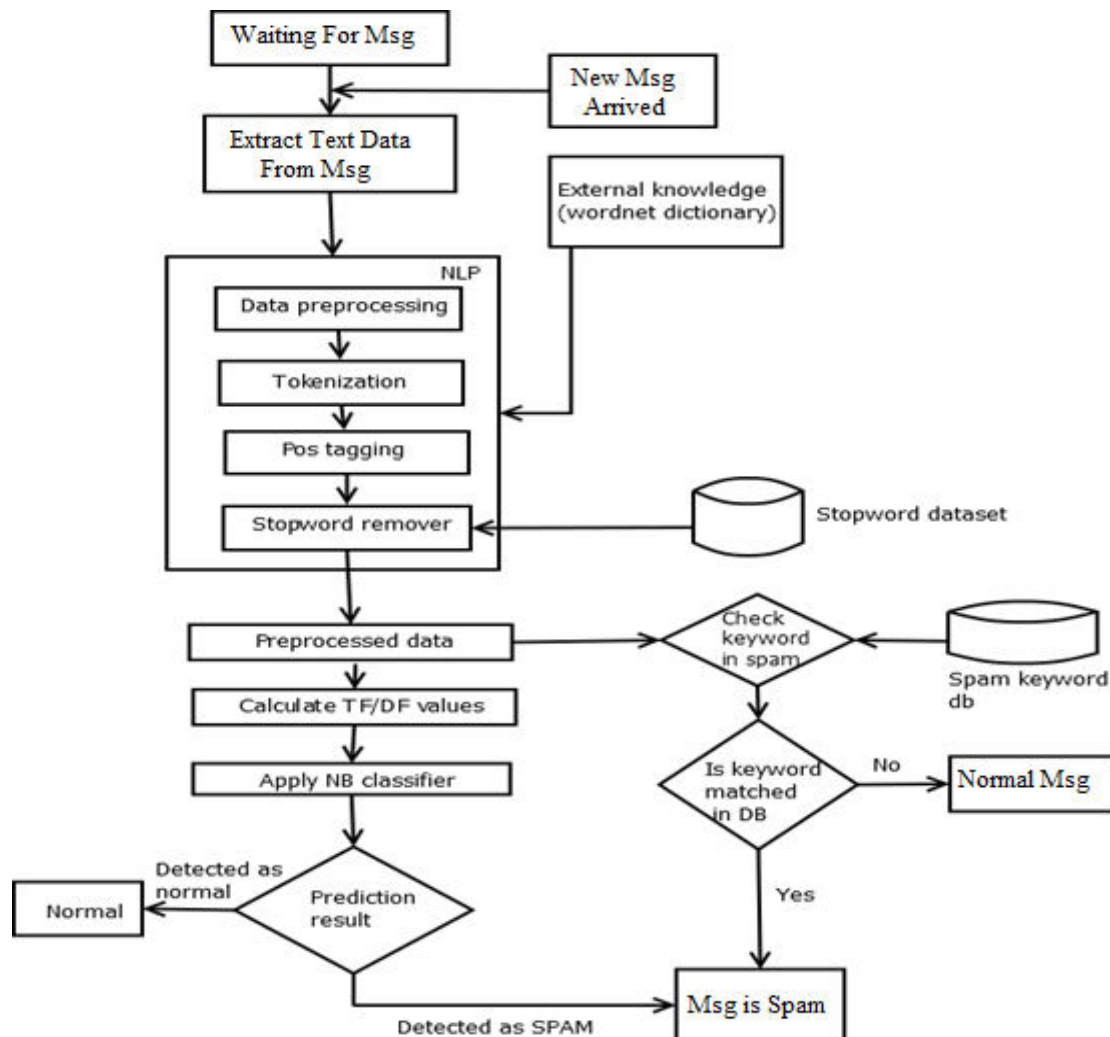 Waiting For Msg
New Msg
Arrived
Extract Text Data
From Msg
External knowledge
(wordnet dictionary)
NLP
Data preprocessing
Tokenization
Pos tagging
Stopword remover
Stopword dataset
Preprocessed data
Check
keyword
in spam
Spam keyword
db
Calculate TF/DF values
Apply NB classifier
Is keyword
matched
in DB
No
Normal Msg
Detected as
normal
Normal
Prediction
result
Yes
Msg is Spam
Detected as SPAM